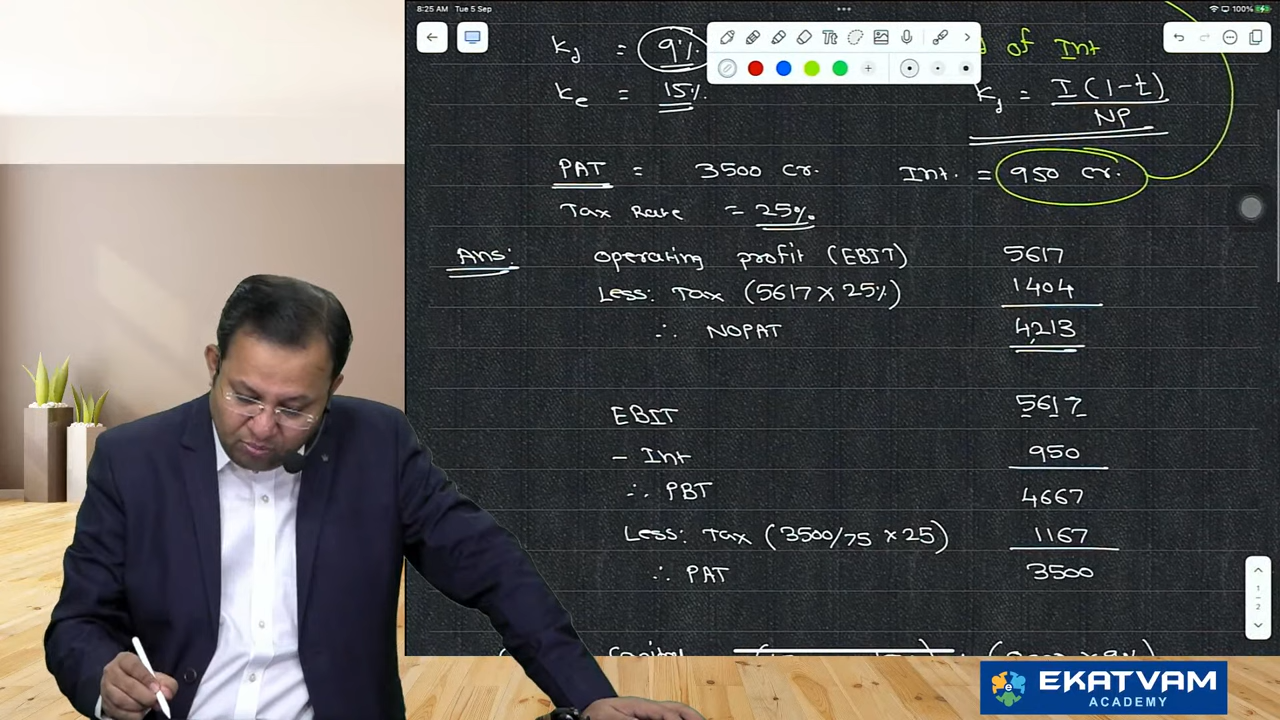 8:25 AM Tue 5 Sep
100%
Kd = 9%
of Int
Ke = 15%
Kd = I(1-t)
NP
PAT = 3500 Cr. Int. = 950 Cr.
Tax Rate = 25%
Ans: Operating profit (EBIT) 5617
Less: Tax (5617 X 25%) 1404
∴ NOPAT 4213
EBIT 5617
- Int 950
∴ PBT 4667
Less: Tax (3500/75 X 25) 1167
∴ PAT 3500
1
2
EKATVAM
ACADEMY